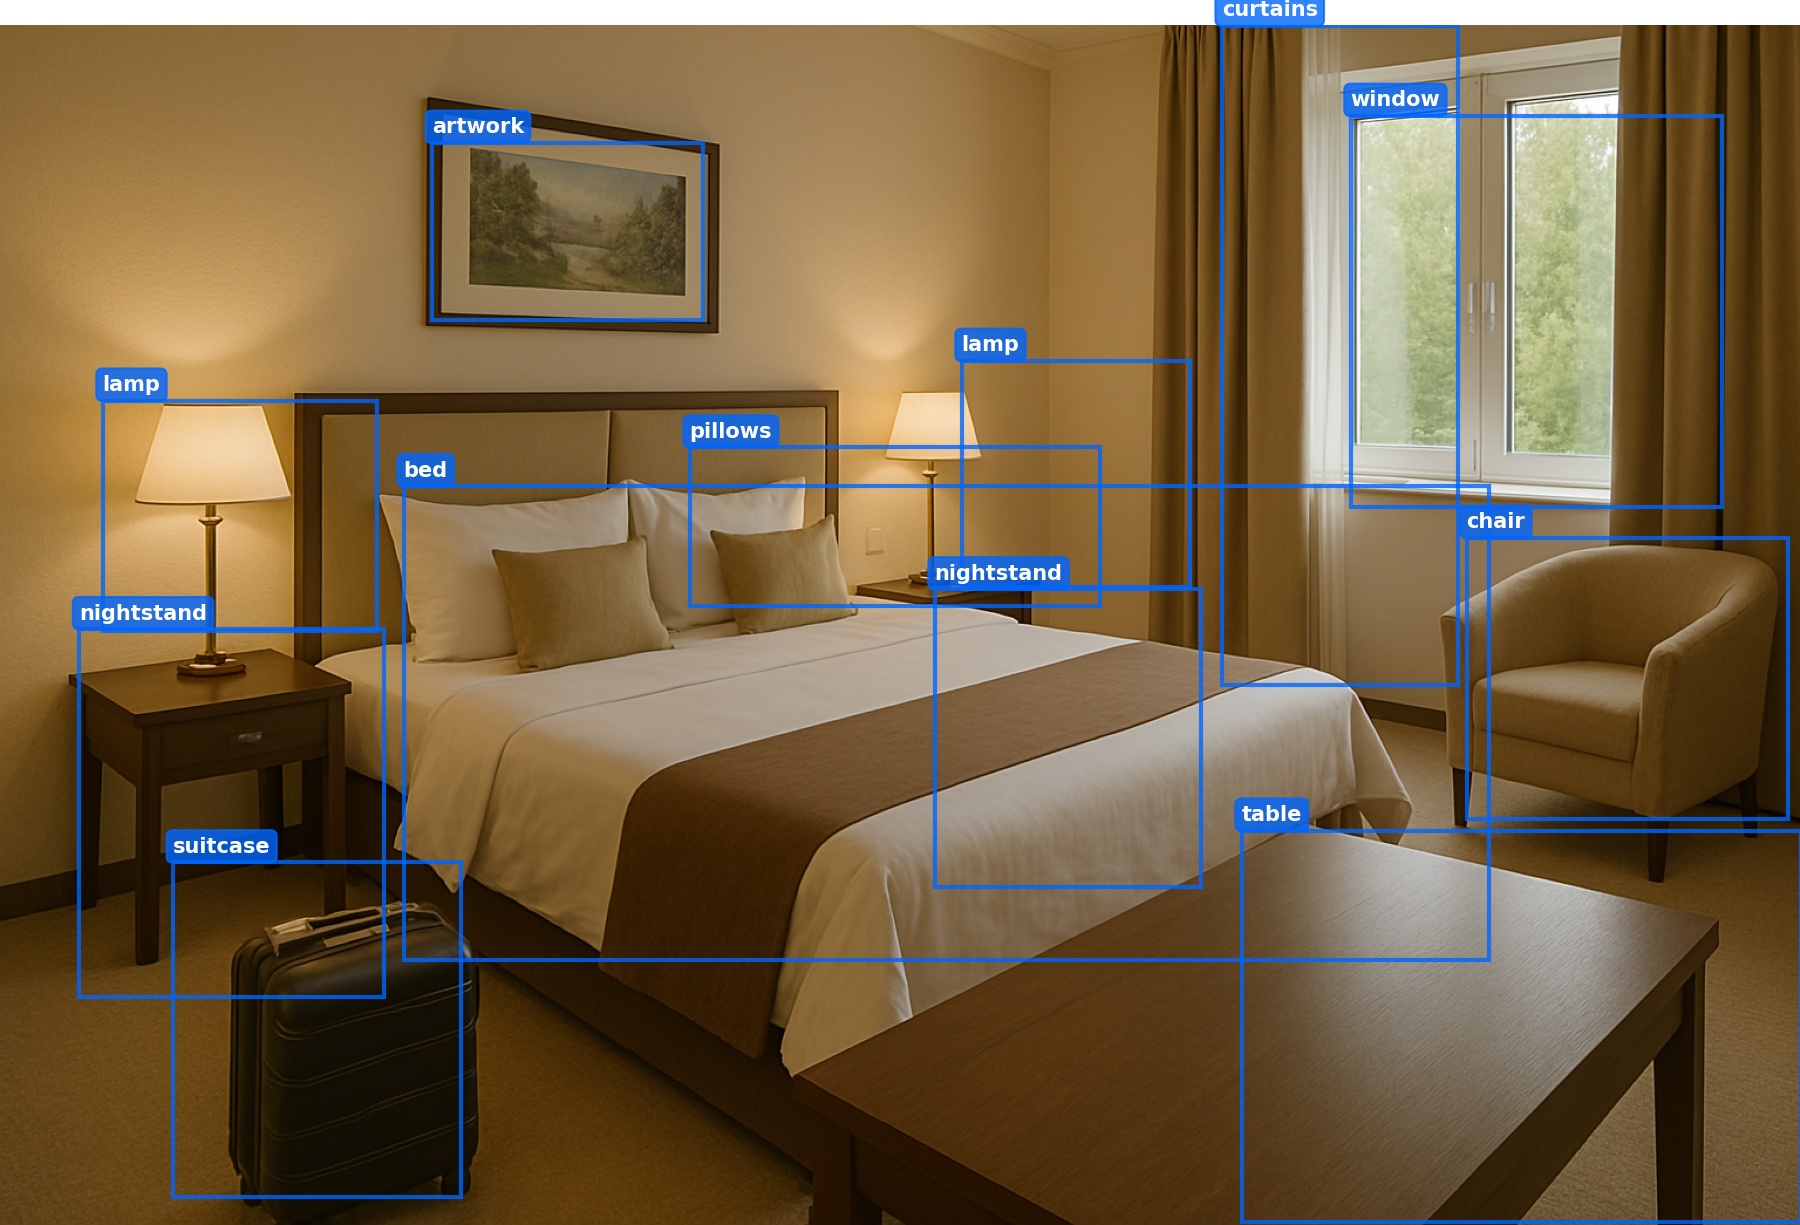 curtains
window
artwork
lamp
lamp
pillows
bed
chair
nightstand
nightstand
table
suitcase